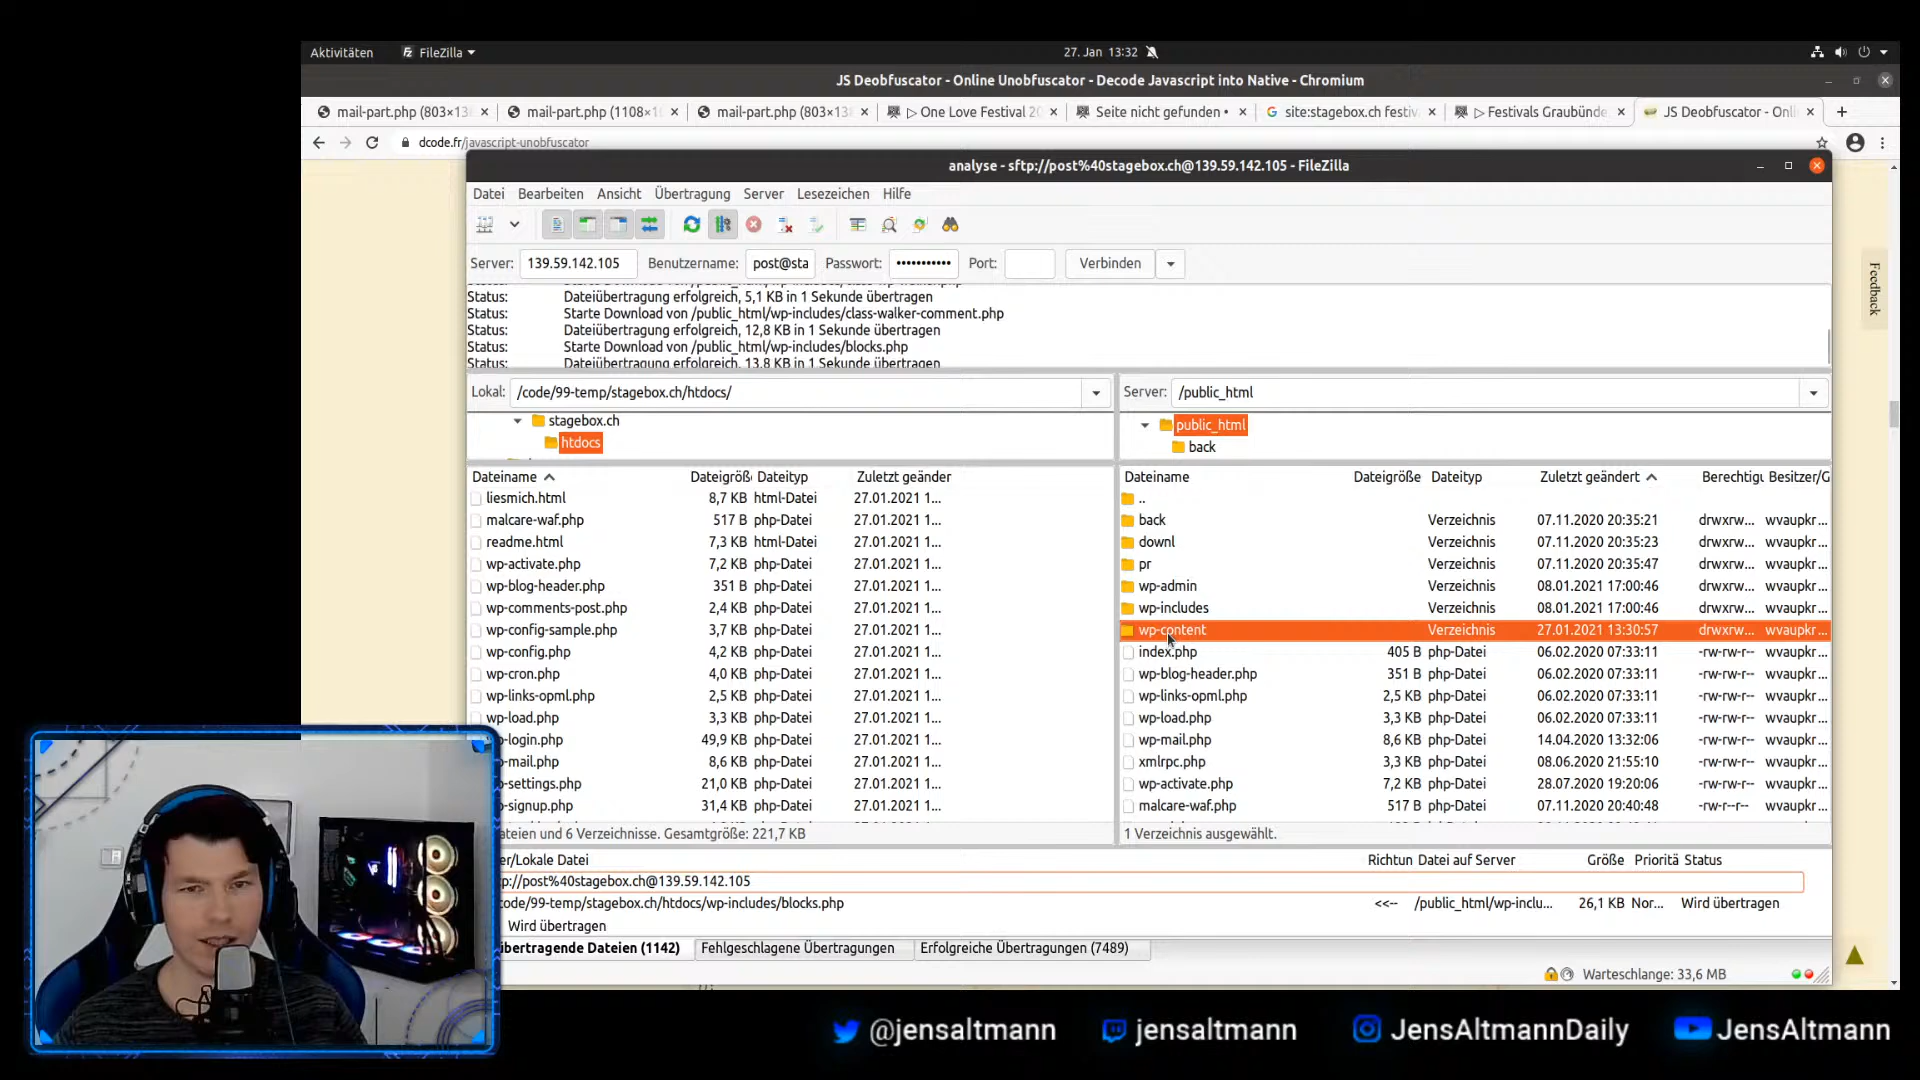 Aktivitäten FileZilla 27. Jan 13:32
JS Deobfuscator - Online Unobfuscator - Decode Javascript into Native - Chromium
mail-part.php (803×13 mail-part.php (1108×1 mail-part.php (803×13 ▷ One Love Festival 20 Seite nicht gefunden • site:stagebox.ch festiv ▷ Festivals Graubünde JS Deobfuscator - Onli
dcode.fr/javascript-unobfuscator
analyse - sftp://post%40stagebox.ch@139.59.142.105 - FileZilla
Datei Bearbeiten Ansicht Übertragung Server Lesezeichen Hilfe
Server: 139.59.142.105 Benutzername: post@sta Passwort: ••••••••••• Port: Verbinden
Status: Dateiübertragung erfolgreich, 5,1 KB in 1 Sekunde übertragen
Status: Starte Download von /public_html/wp-includes/class-walker-comment.php
Status: Dateiübertragung erfolgreich, 12,8 KB in 1 Sekunde übertragen
Status: Starte Download von /public_html/wp-includes/blocks.php
Status: Dateiübertragung erfolgreich, 13,8 KB in 1 Sekunde übertragen
Lokal: /code/99-temp/stagebox.ch/htdocs/
stagebox.ch
htdocs
Server: /public_html
public_html
back
Dateiname Dateigröße Dateityp Zuletzt geänder
liesmich.html 8,7 KB html-Datei 27.01.2021 1...
malcare-waf.php 517 B php-Datei 27.01.2021 1...
readme.html 7,3 KB html-Datei 27.01.2021 1...
wp-activate.php 7,2 KB php-Datei 27.01.2021 1...
wp-blog-header.php 351 B php-Datei 27.01.2021 1...
wp-comments-post.php 2,4 KB php-Datei 27.01.2021 1...
wp-config-sample.php 3,7 KB php-Datei 27.01.2021 1...
wp-config.php 4,2 KB php-Datei 27.01.2021 1...
wp-cron.php 4,0 KB php-Datei 27.01.2021 1...
wp-links-opml.php 2,5 KB php-Datei 27.01.2021 1...
wp-load.php 3,3 KB php-Datei 27.01.2021 1...
p-login.php 49,9 KB php-Datei 27.01.2021 1...
p-mail.php 8,6 KB php-Datei 27.01.2021 1...
p-settings.php 21,0 KB php-Datei 27.01.2021 1...
p-signup.php 31,4 KB php-Datei 27.01.2021 1...
ateien und 6 Verzeichnisse. Gesamtgröße: 221,7 KB
Dateiname Dateigröße Dateityp Zuletzt geändert Berechtigu Besitzer/G
..
back Verzeichnis 07.11.2020 20:35:21 drwxrw... wvaupkr...
downl Verzeichnis 07.11.2020 20:35:23 drwxrw... wvaupkr...
pr Verzeichnis 07.11.2020 20:35:47 drwxrw... wvaupkr...
wp-admin Verzeichnis 08.01.2021 17:00:46 drwxrw... wvaupkr...
wp-includes Verzeichnis 08.01.2021 17:00:46 drwxrw... wvaupkr...
wp-content Verzeichnis 27.01.2021 13:30:57 drwxrw... wvaupkr...
index.php 405 B php-Datei 06.02.2020 07:33:11 -rw-rw-r-- wvaupkr...
wp-blog-header.php 351 B php-Datei 06.02.2020 07:33:11 -rw-rw-r-- wvaupkr...
wp-links-opml.php 2,5 KB php-Datei 06.02.2020 07:33:11 -rw-rw-r-- wvaupkr...
wp-load.php 3,3 KB php-Datei 06.02.2020 07:33:11 -rw-rw-r-- wvaupkr...
wp-mail.php 8,6 KB php-Datei 14.04.2020 13:32:06 -rw-rw-r-- wvaupkr...
xmlrpc.php 3,3 KB php-Datei 08.06.2020 21:55:10 -rw-rw-r-- wvaupkr...
wp-activate.php 7,2 KB php-Datei 28.07.2020 19:20:06 -rw-rw-r-- wvaupkr...
malcare-waf.php 517 B php-Datei 07.11.2020 20:40:48 -rw-r--r-- wvaupkr...
1 Verzeichnis ausgewählt.
er/Lokale Datei Richtun Datei auf Server Größe Prioritä Status
p://post%40stagebox.ch@139.59.142.105
code/99-temp/stagebox.ch/htdocs/wp-includes/blocks.php <<-- /public_html/wp-inclu... 26,1 KB Nor... Wird übertragen
Wird übertragen
übertragende Dateien (1142) Fehlgeschlagene Übertragungen Erfolgreiche Übertragungen (7489)
Warteschlange: 33,6 MB
Feedback
@jensaltmann jensaltmann JensAltmannDaily JensAltmann